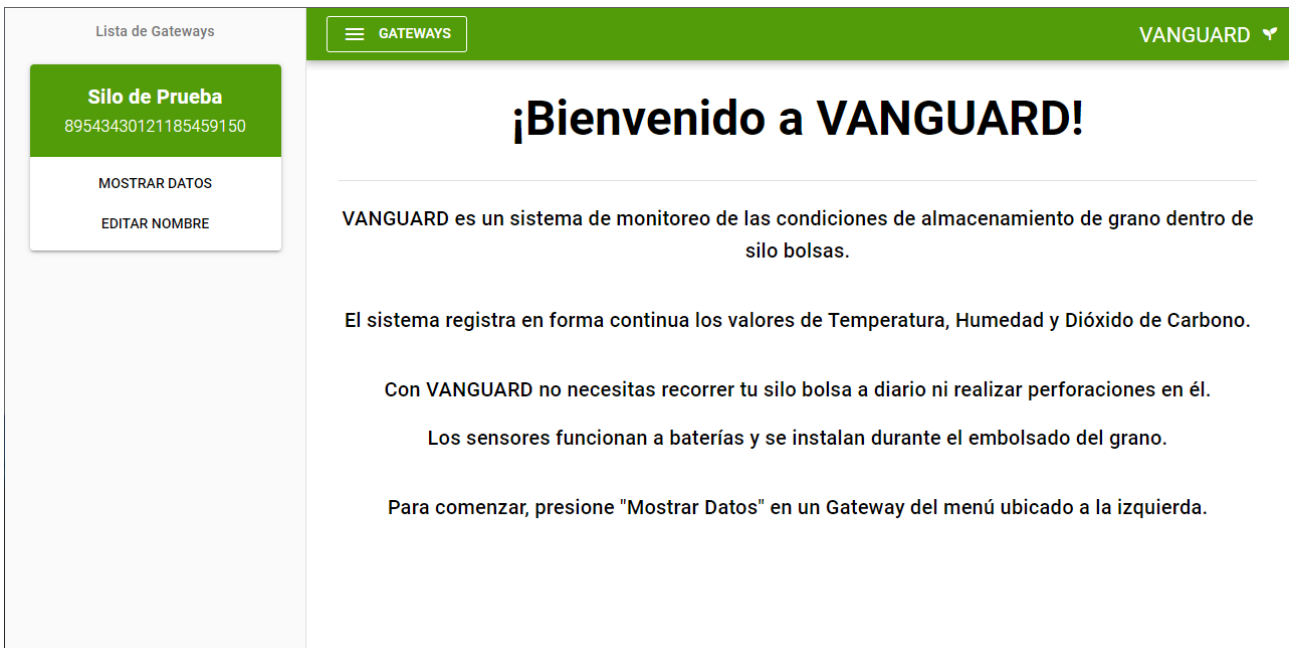 Lista de Gateways
Silo de Prueba
89543430121185459150
MOSTRAR DATOS
EDITAR NOMBRE
GATEWAYS
VANGUARD
¡Bienvenido a VANGUARD!
VANGUARD es un sistema de monitoreo de las condiciones de almacenamiento de grano dentro de
silo bolsas.
El sistema registra en forma continua los valores de Temperatura, Humedad y Dióxido de Carbono.
Con VANGUARD no necesitas recorrer tu silo bolsa a diario ni realizar perforaciones en él.
Los sensores funcionan a baterías y se instalan durante el embolsado del grano.
Para comenzar, presione "Mostrar Datos" en un Gateway del menú ubicado a la izquierda.